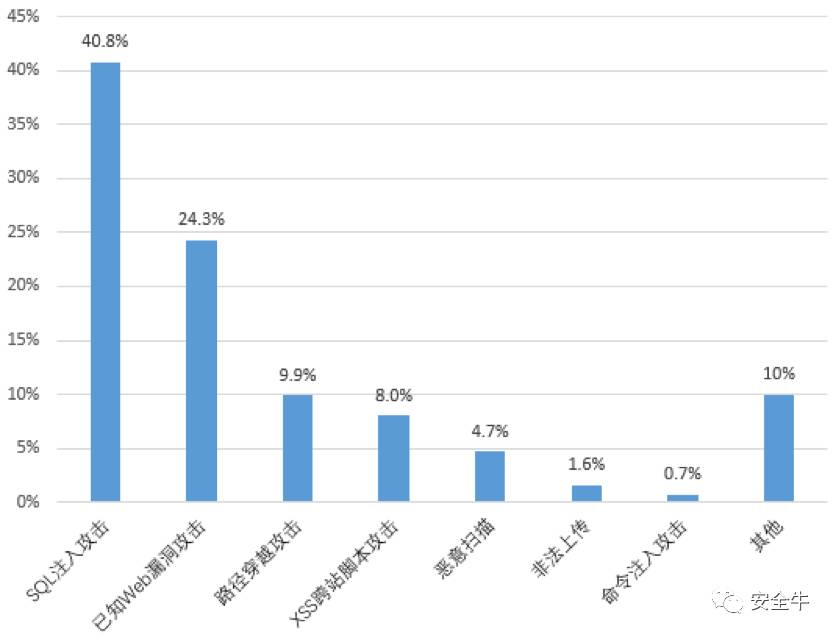 45%
40.8%
40%
35%
30%
24.3%
25%
20%
15%
9.9%
10%
10%
8.0%
4.7%
5%
1.6%
0.7%
0%
SQL注入攻击
已知Web漏洞攻击
路径穿越攻击
XSS跨站脚本攻击
恶意扫描
非法上传
命令注入攻击
其他
安全牛